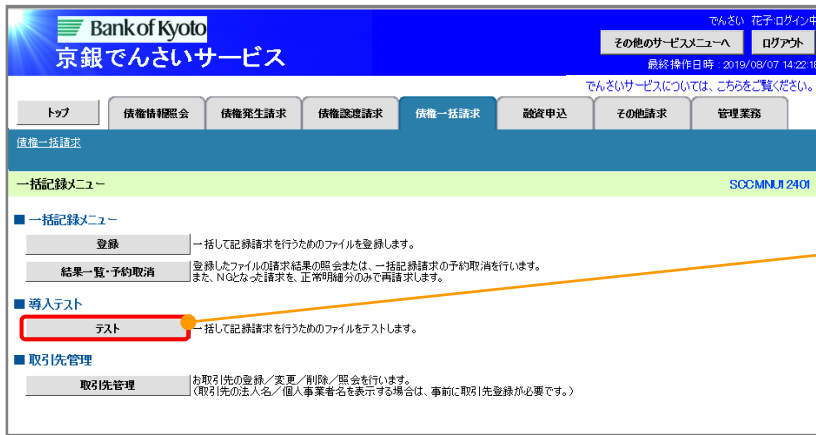 Bank of Kyoto
京銀でんさいサービス
でんさい 花子:ログイン中
その他のサービスメニューへ ログアウト
最終操作日時：2019/08/07 14:22:18
でんさいサービスについては、こちらをご覧ください。
トップ 債権情報照会 債権発生請求 債権譲渡請求 債権一括請求 融資申込 その他請求 管理業務
債権一括請求
一括記録メニュー SCCMNU12401
■ 一括記録メニュー
登録 一括して記録請求を行うためのファイルを登録します。
結果一覧・予約取消 登録したファイルの請求結果の照会または、一括記録請求の予約取消を行います。
また、NGとなった請求を、正常明細分のみで再請求します。
■ 導入テスト
テスト 一括して記録請求を行うためのファイルをテストします。
■ 取引先管理
取引先管理 お取引先の登録／変更／削除／照会を行います。
（取引先の法人名／個人事業者名を表示する場合は、事前に取引先登録が必要です。）